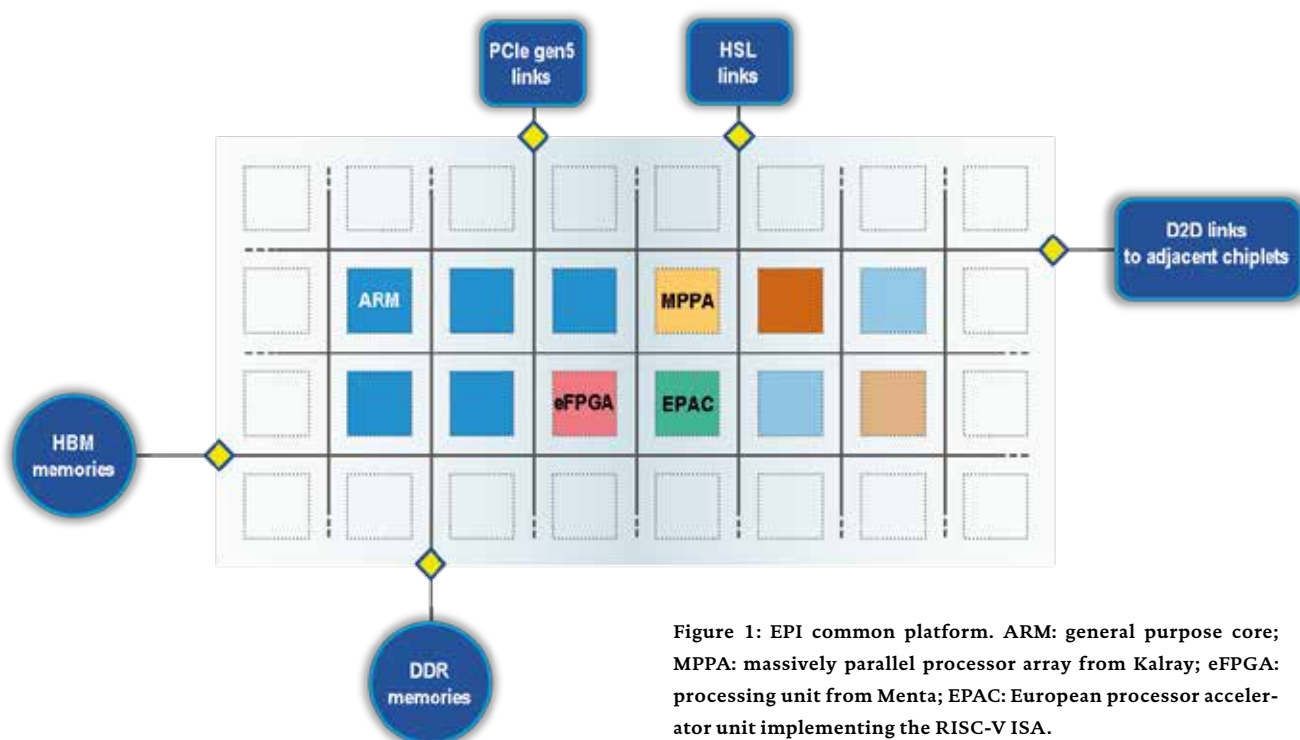 PCIe gen5
links
HSL
links
D2D links
to adjacent chiplets
ARM
MPPA
eFPGA
EPAC
HBM
memories
DDR
memories
Figure 1: EPI common platform. ARM: general purpose core;
MPPA: massively parallel processor array from Kalray; eFPGA:
processing unit from Menta; EPAC: European processor acceler-
ator unit implementing the RISC-V ISA.